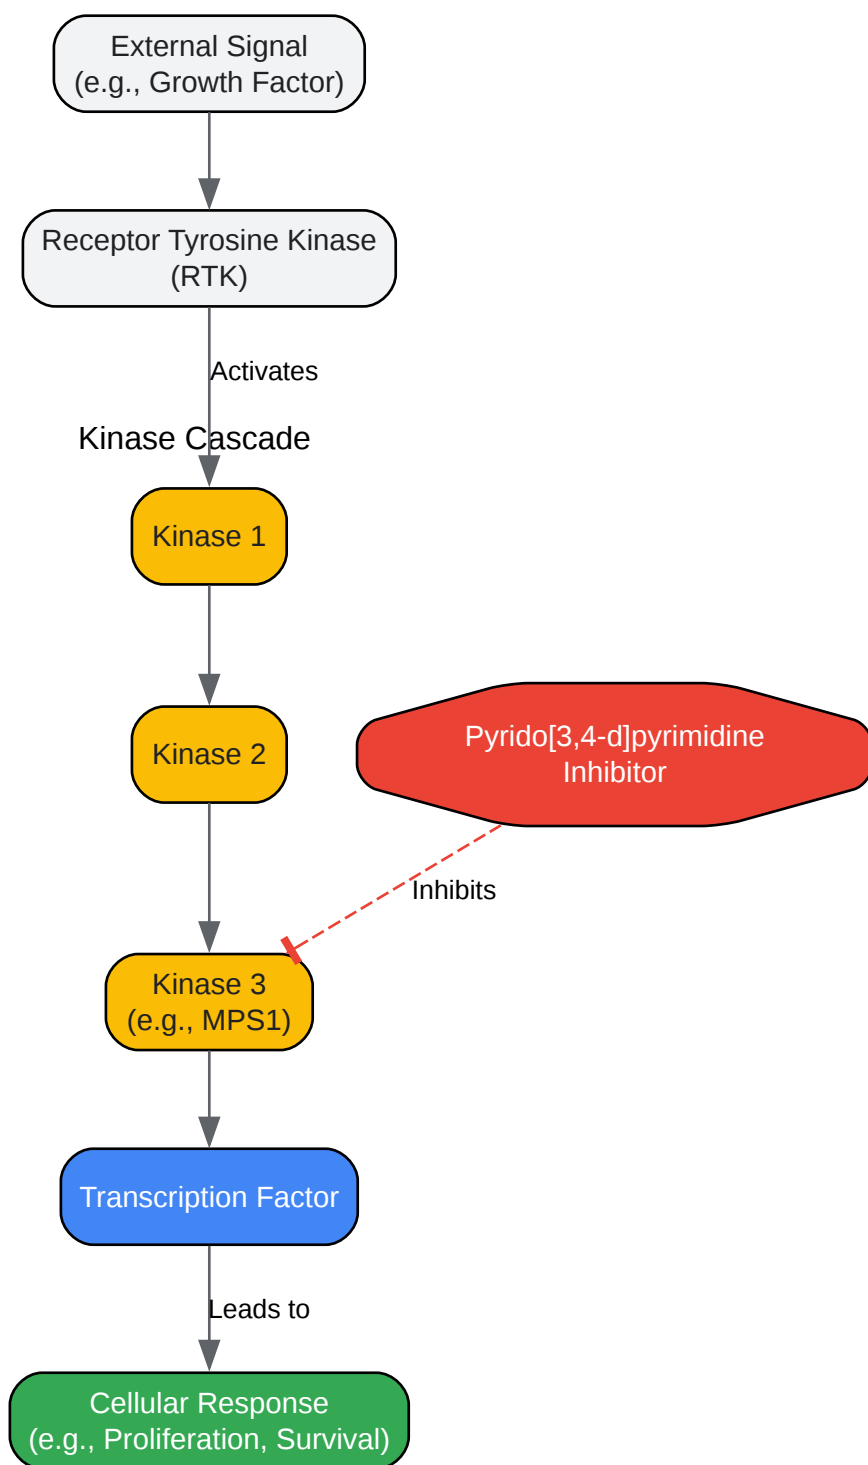 External Signal
(e.g., Growth Factor)
Receptor Tyrosine Kinase
(RTK)
Activates
Kinase Cascade
Kinase 1
Kinase 2
Pyrido[3,4-d]pyrimidine
Inhibitor
Inhibits
Kinase 3
(e.g., MPS1)
Transcription Factor
Leads to
Cellular Response
(e.g., Proliferation, Survival)